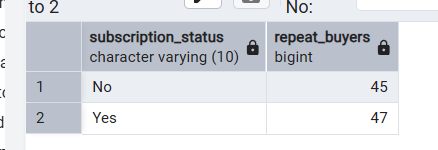 to 2
No:
subscription_status repeat_buyers
character varying (10) bigint
1 No 45
2 Yes 47